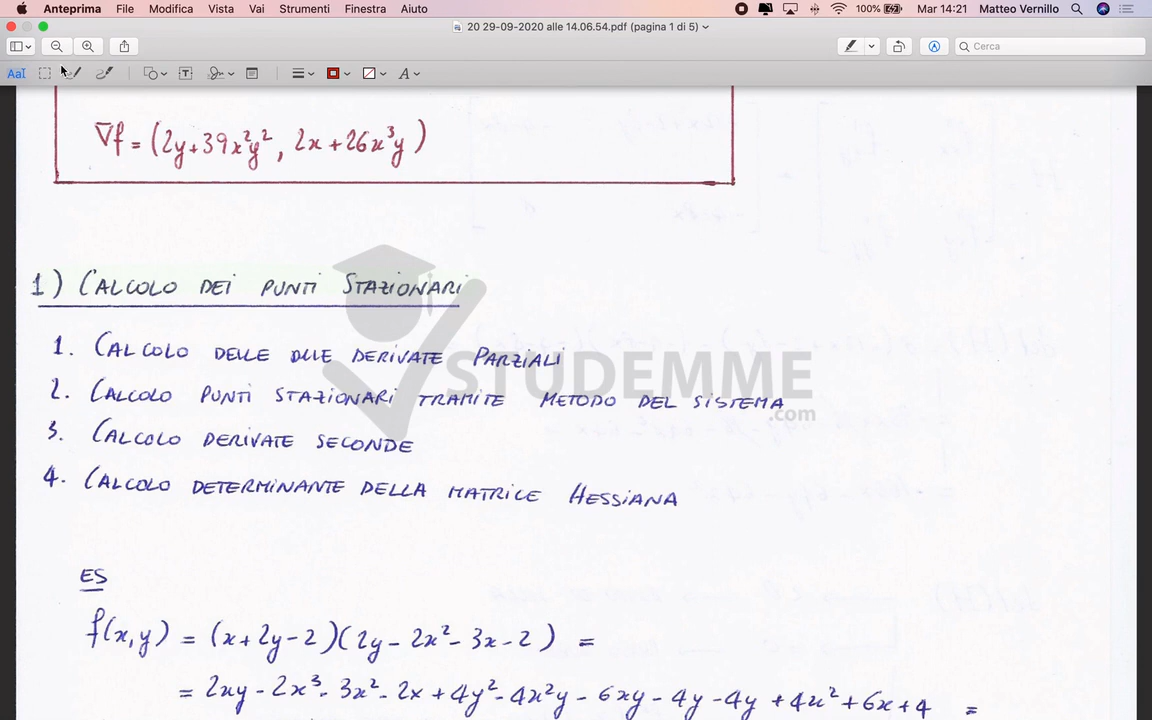 Anteprima File Modifica Vista Vai Strumenti Finestra Aiuto 100% Mar 14:21 Matteo Vernillo
20 29-09-2020 alle 14.06.54.pdf (pagina 1 di 5)
Cerca
AaI T A
∇f = (2y+39x²y², 2x+26x³y)
1) CALCOLO DEI PUNTI STAZIONARI
1. CALCOLO DELLE DUE DERIVATE PARZIALI
2. CALCOLO PUNTI STAZIONARI TRAMITE METODO DEL SISTEMA
3. CALCOLO DERIVATE SECONDE
4. CALCOLO DETERMINANTE DELLA MATRICE HESSIANA
STUDEMME
.com
ES
f(x,y) = (x+2y-2)(2y-2x²-3x-2) =
= 2xy-2x³-3x²-2x+4y²-4x²y-6xy-4y-4y+4x²+6x+4 =